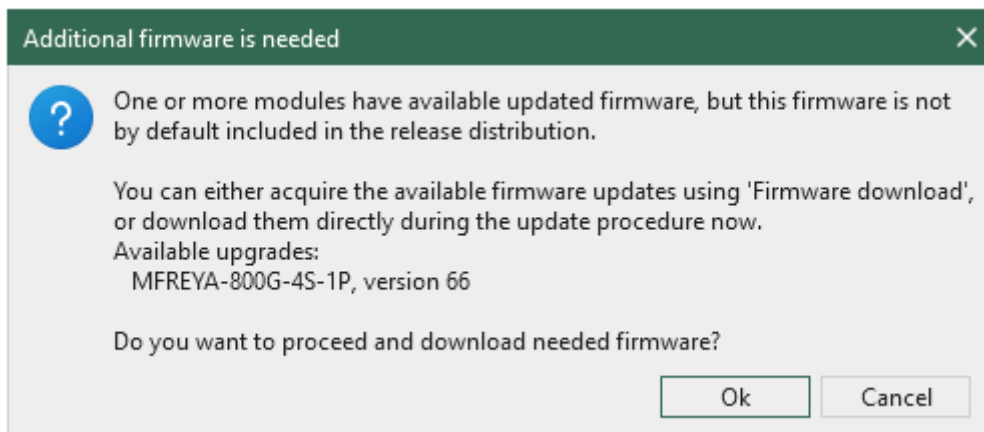 Additional firmware is needed
One or more modules have available updated firmware, but this firmware is not
by default included in the release distribution.
You can either acquire the available firmware updates using 'Firmware download',
or download them directly during the update procedure now.
Available upgrades:
MFREYA-800G-4S-1P, version 66
Do you want to proceed and download needed firmware?
Ok
Cancel